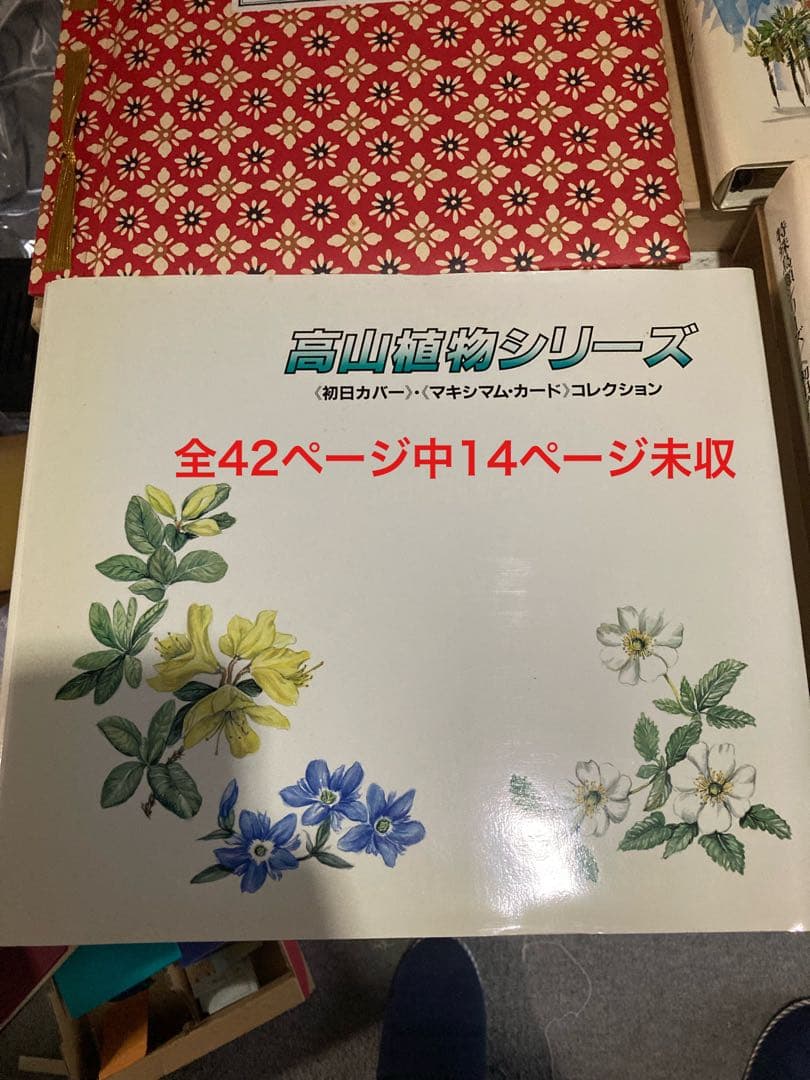 高山植物シリーズ
《初日カバー》・《マキシマム・カード》コレクション
全42ページ中14ページ未収